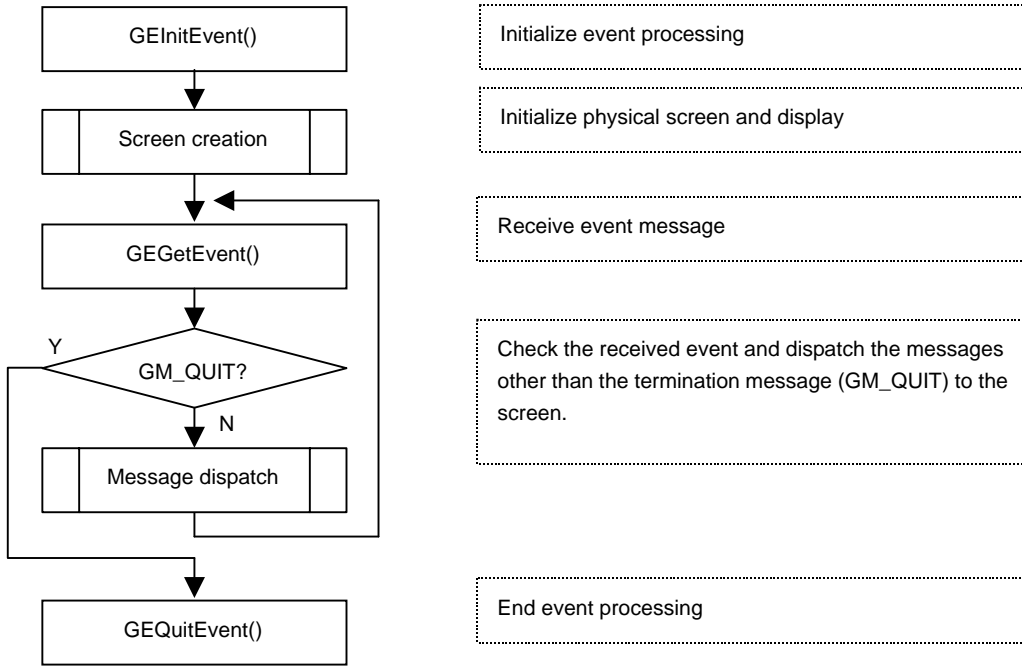 GEInitEvent()
Initialize event processing
Screen creation
Initialize physical screen and display
GEGetEvent()
Receive event message
Y
GM_QUIT?
N
Check the received event and dispatch the messages
other than the termination message (GM_QUIT) to the
screen.
Message dispatch
GEQuitEvent()
End event processing